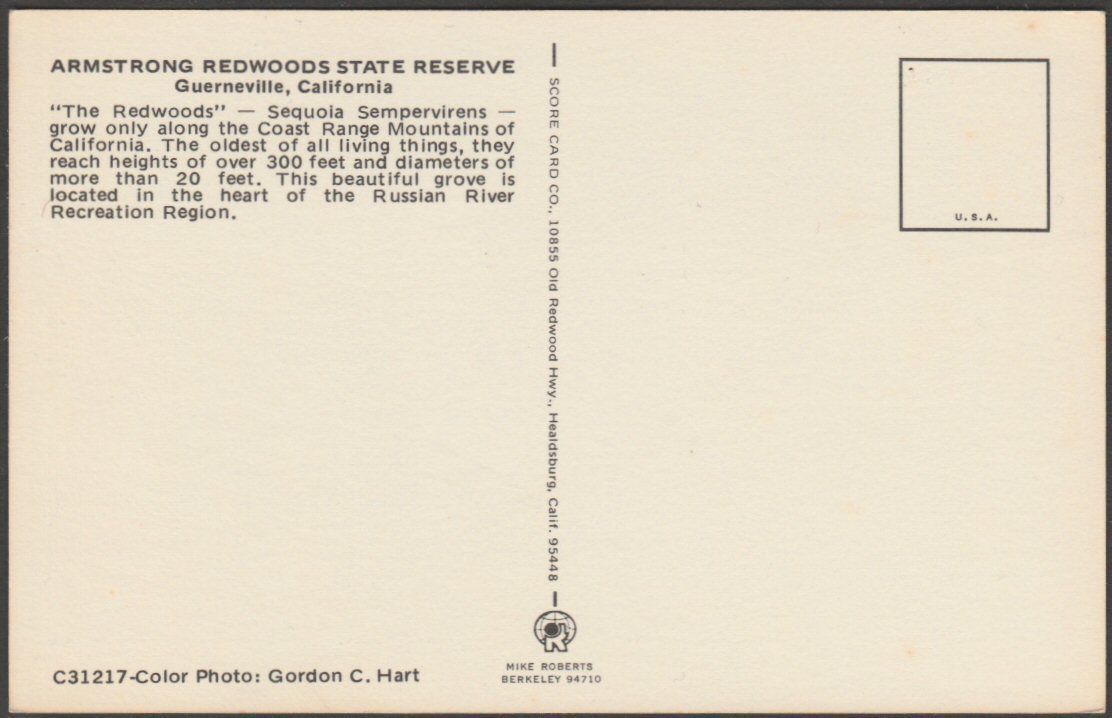 ARMSTRONG REDWOODS STATE RESERVE
Guerneville, California
"The Redwoods" — Sequoia Sempervirens —
grow only along the Coast Range Mountains of
California. The oldest of all living things, they
reach heights of over 300 feet and diameters of
more than 20 feet. This beautiful grove is
located in the heart of the Russian River
Recreation Region.
C31217-Color Photo: Gordon C. Hart
SCORE CARD CO., 10855 Old Redwood Hwy., Healdsburg, Calif. 95448
MIKE ROBERTS
BERKELEY 94710
U.S.A.